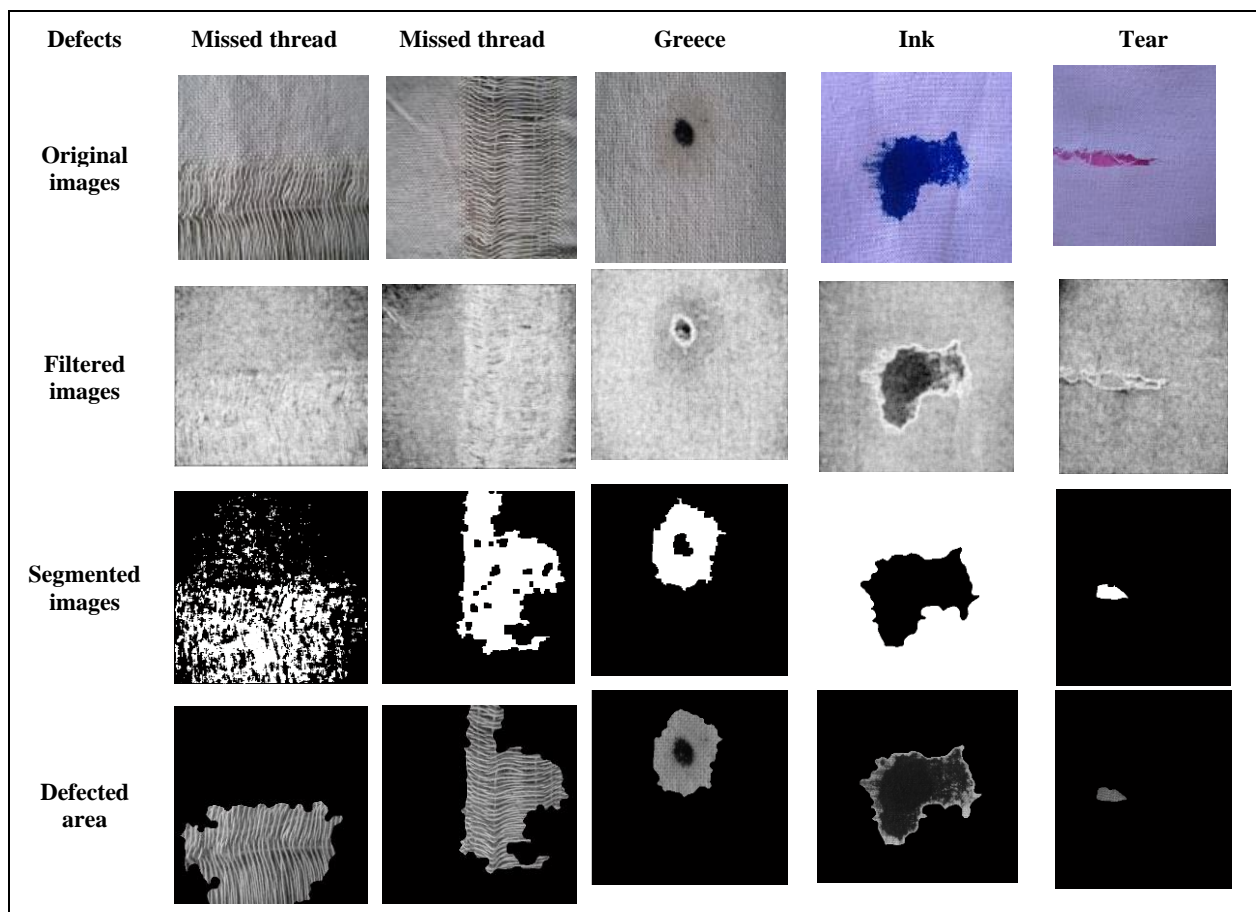 Defects Missed thread Missed thread Greece Ink Tear
Original
images
Filtered
images
Segmented
images
Defected
area